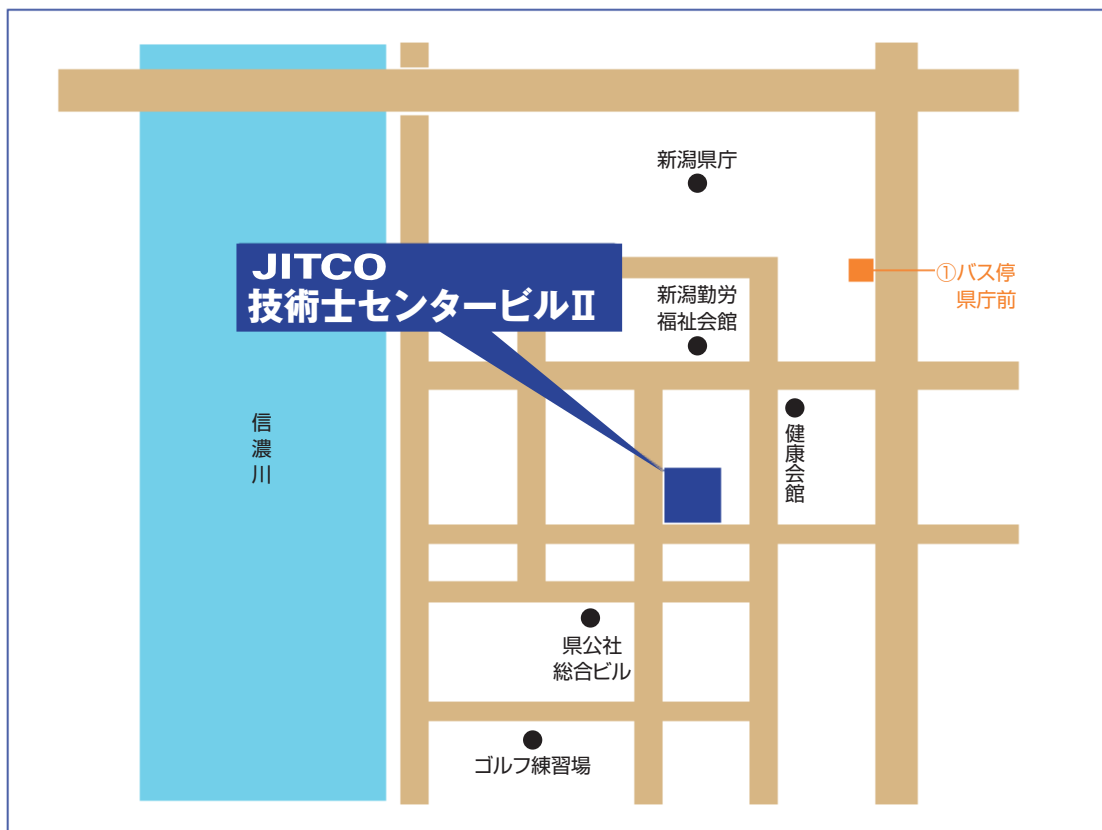 新潟県庁
JITCO
技術士センタービルⅡ
①バス停
県庁前
新潟勤労
福祉会館
信濃川
健康会館
県公社
総合ビル
ゴルフ練習場